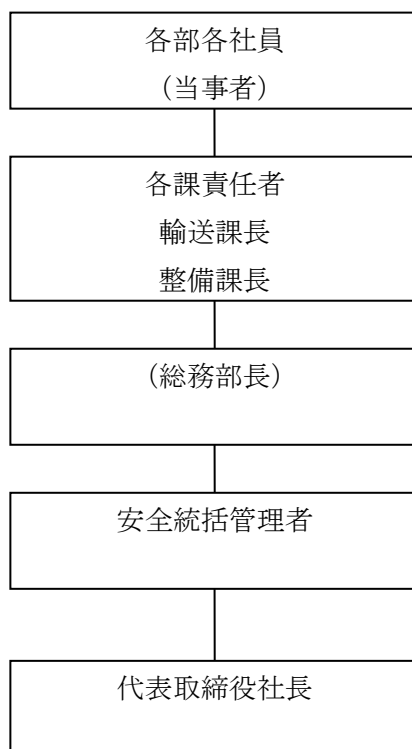 各部各社員
（当事者）
各課責任者
輸送課長
整備課長
（総務部長）
安全統括管理者
代表取締役社長